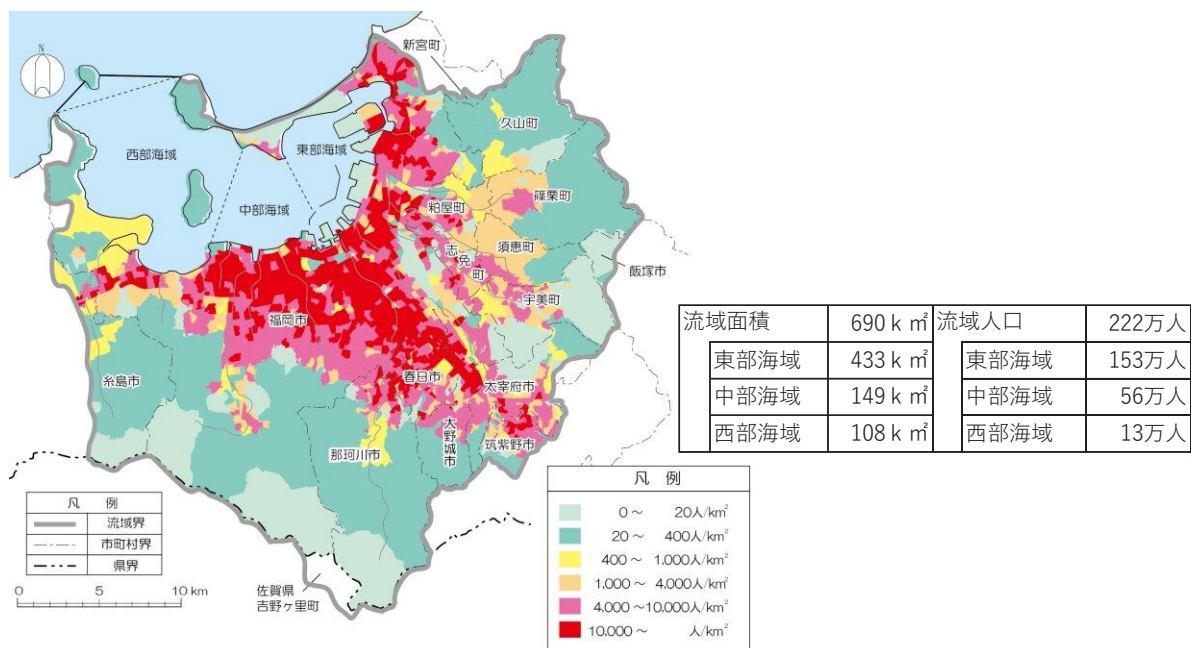 N
新宮町
久山町
西部海域
東部海域
中部海域
粕屋町
篠栗町
須恵町
志免町
飯塚市
宇美町
福岡市
糸島市
春日市
太宰府市
大野城市
筑紫野市
那珂川市
佐賀県
吉野ヶ里町
凡 例
流域界
市町村界
県界
0 5 10 km
凡 例
0～ 20人/km²
20～ 400人/km²
400～ 1,000人/km²
1,000～ 4,000人/km²
4,000～10,000人/km²
10,000～ 人/km²
流域面積 690ｋ㎡ 流域人口 222万人
東部海域 433ｋ㎡ 東部海域 153万人
中部海域 149ｋ㎡ 中部海域 56万人
西部海域 108ｋ㎡ 西部海域 13万人